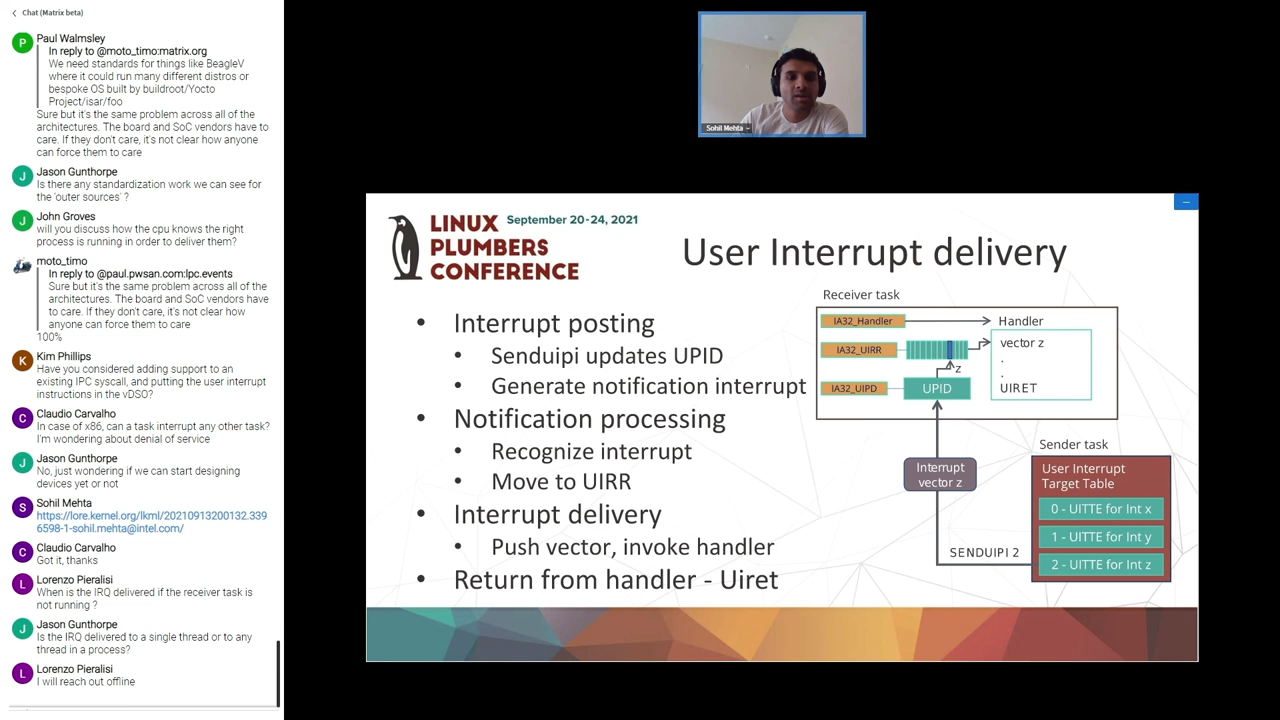 Chat (Matrix beta)
P
Paul Walmsley
In reply to @moto_timo:matrix.org
We need standards for things like BeagleV
where it could run many different distros or
bespoke OS built by buildroot/Yocto
Project/isar/foo
Sure but it's the same problem across all of the
architectures. The board and SoC vendors have to
care. If they don't care, it's not clear how anyone
can force them to care
J
Jason Gunthorpe
Is there any standardization work we can see for
the 'outer sources' ?
J
John Groves
will you discuss how the cpu knows the right
process is running in order to deliver them?
moto_timo
In reply to @paul.pwsan.com:lpc.events
Sure but it's the same problem across all of the
architectures. The board and SoC vendors have
to care. If they don't care, it's not clear how
anyone can force them to care
100%
K
Kim Phillips
Have you considered adding support to an
existing IPC syscall, and putting the user interrupt
instructions in the vDSO?
C
Claudio Carvalho
In case of x86, can a task interrupt any other task?
I'm wondering about denial of service
J
Jason Gunthorpe
No, just wondering if we can start designing
devices yet or not
S
Sohil Mehta
https://lore.kernel.org/lkml/20210913200132.339
6598-1-sohil.mehta@intel.com/
C
Claudio Carvalho
Got it, thanks
L
Lorenzo Pieralisi
When is the IRQ delivered if the receiver task is
not running ?
J
Jason Gunthorpe
Is the IRQ delivered to a single thread or to any
thread in a process?
L
Lorenzo Pieralisi
I will reach out offline
Sohil Mehta
LINUX
PLUMBERS
CONFERENCE
September 20-24, 2021
User Interrupt delivery
• Interrupt posting
• Senduipi updates UPID
• Generate notification interrupt
• Notification processing
• Recognize interrupt
• Move to UIRR
• Interrupt delivery
• Push vector, invoke handler
• Return from handler - Uiret
Receiver task
IA32_Handler
Handler
IA32_UIRR
vector z
.
.
UIRET
z
IA32_UIPD
UPID
Sender task
Interrupt
vector z
User Interrupt
Target Table
0 - UITTE for Int x
1 - UITTE for Int y
2 - UITTE for Int z
SENDUIPI 2